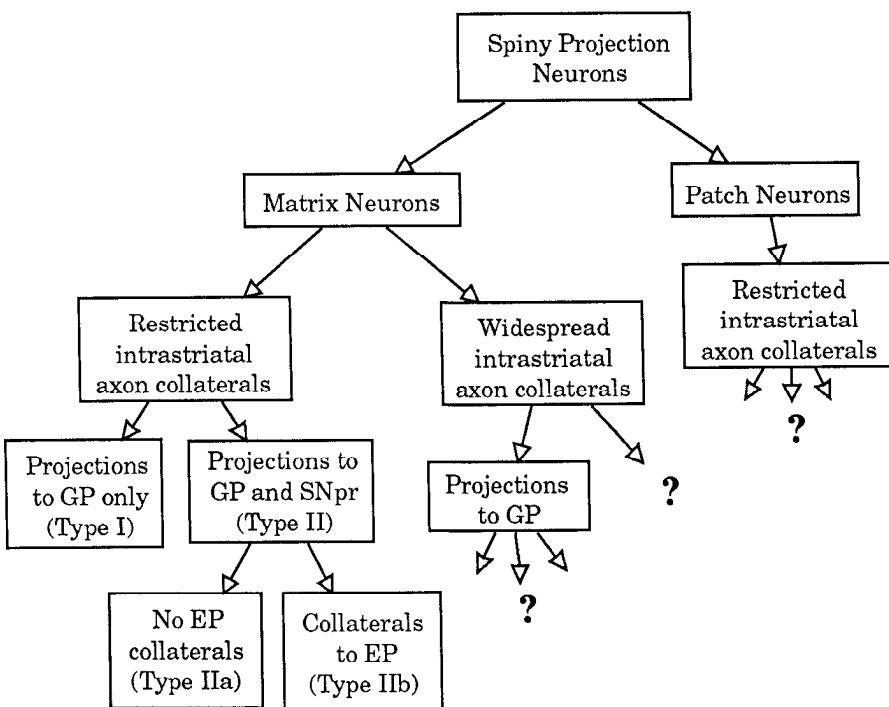 Spiny Projection
Neurons
Matrix Neurons
Patch Neurons
Restricted
intrastriatal
axon collaterals
Widespread
intrastriatal
axon collaterals
Restricted
intrastriatal
axon collaterals
?
Projections
to GP only
(Type I)
Projections to
GP and SNpr
(Type II)
Projections
to GP
?
No EP
collaterals
(Type IIa)
Collaterals
to EP
(Type IIb)
?